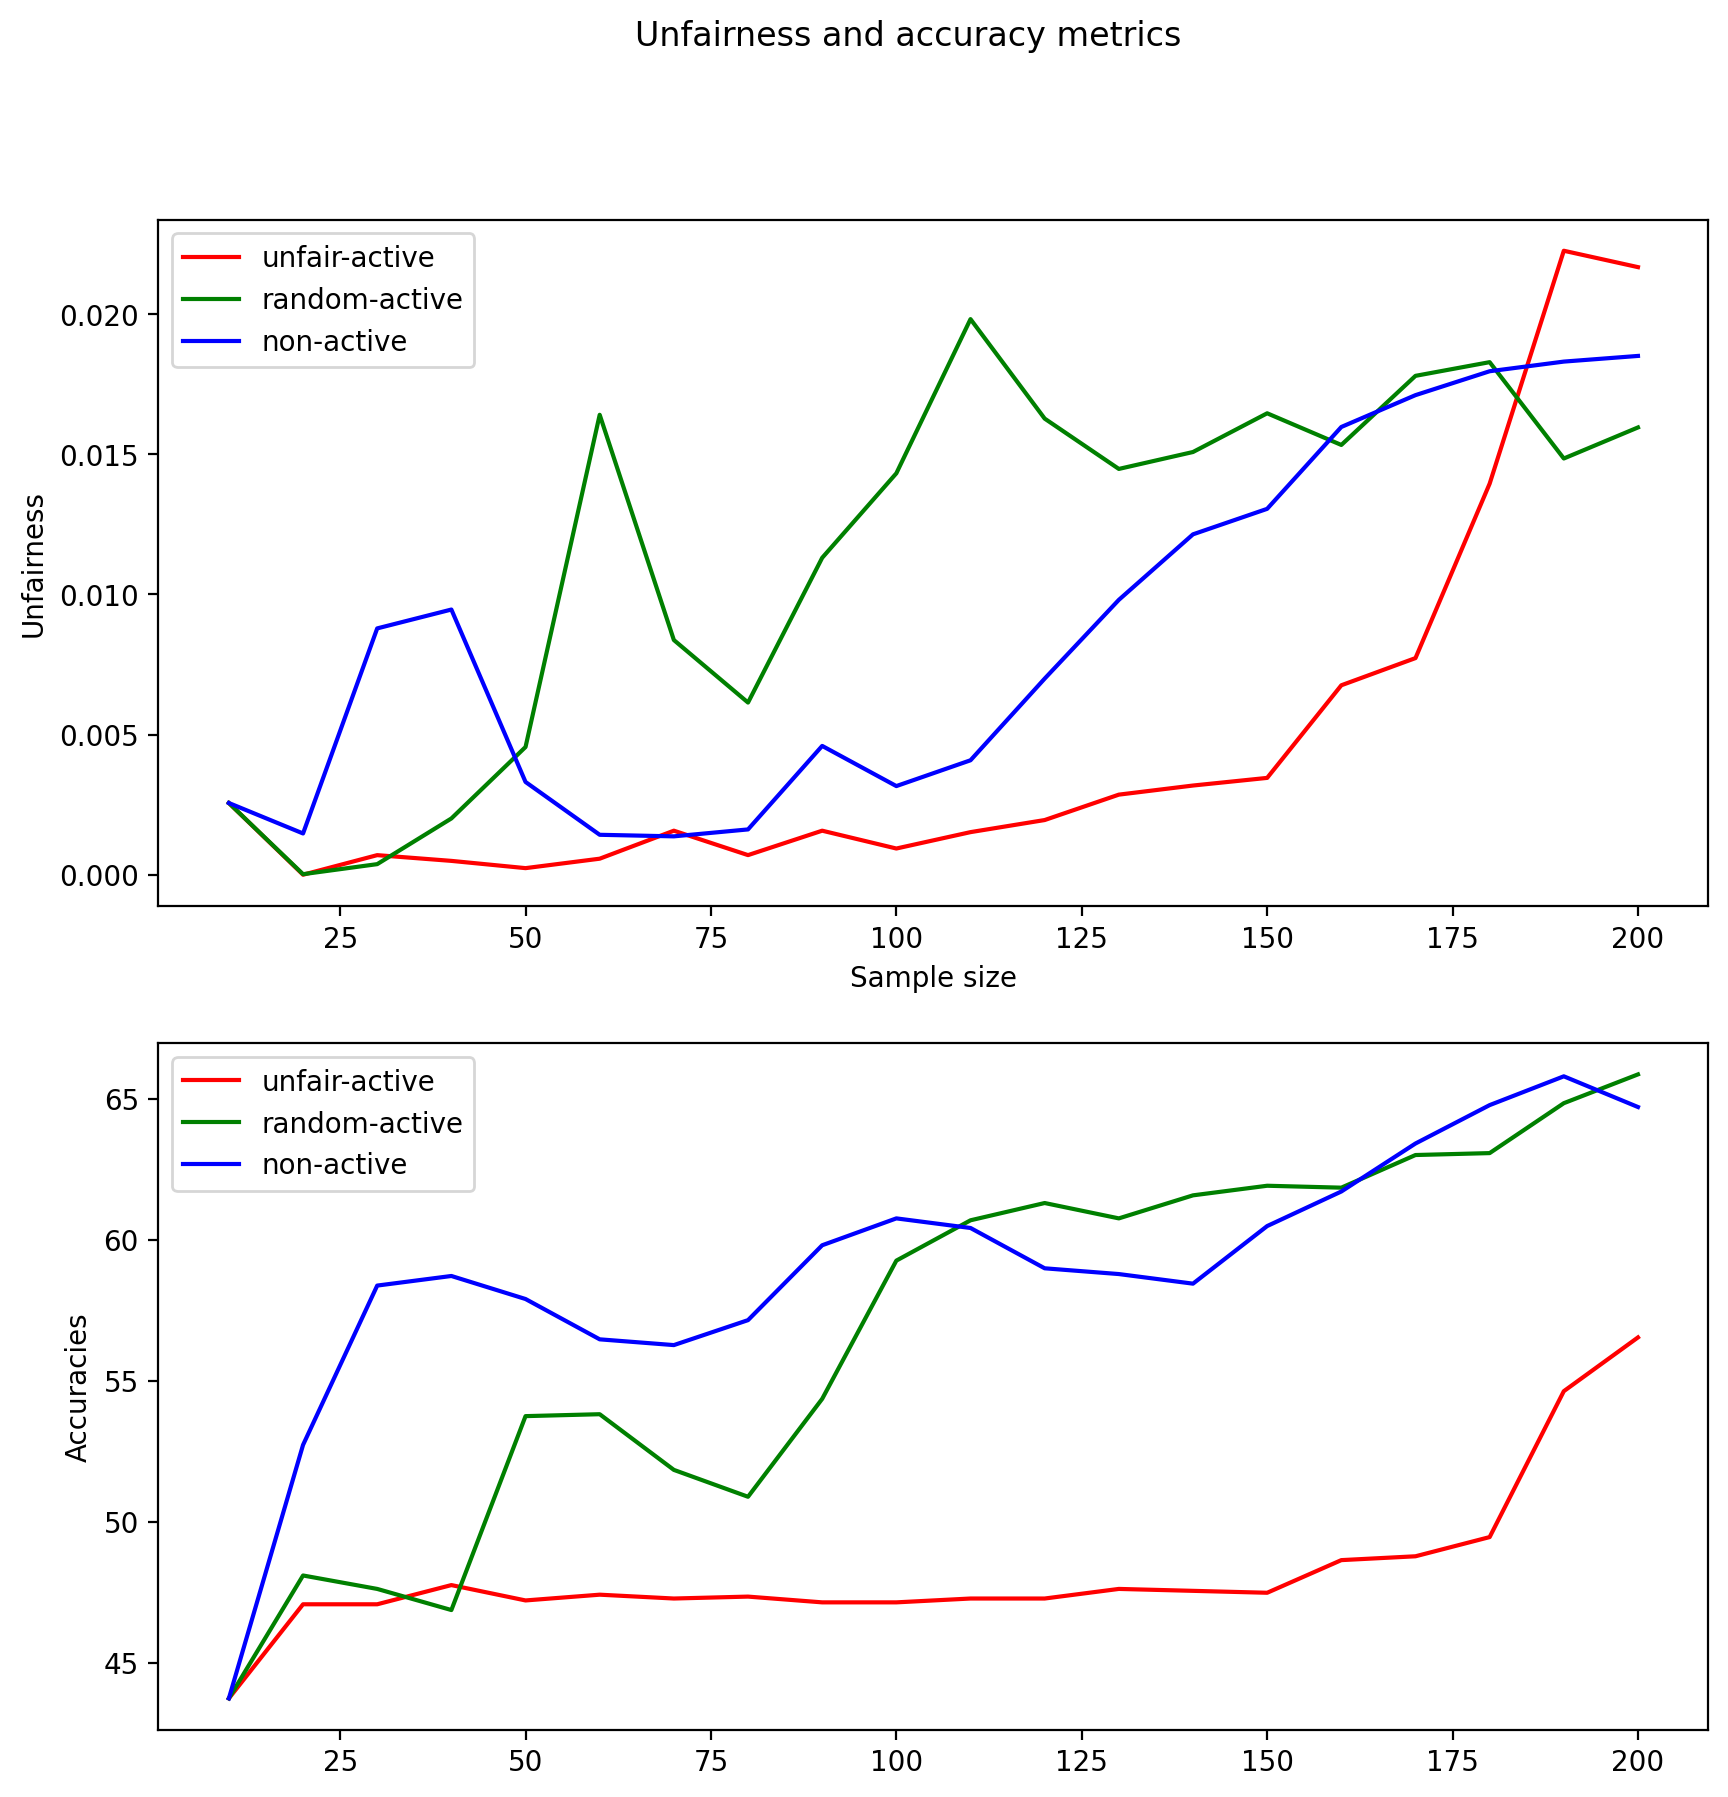 Unfairness and accuracy metrics
unfair-active
random-active
non-active
0.020
0.015
0.010
0.005
0.000
Unfairness
25 50 75 100 125 150 175 200
Sample size
unfair-active
random-active
non-active
65
60
55
50
45
Accuracies
25 50 75 100 125 150 175 200